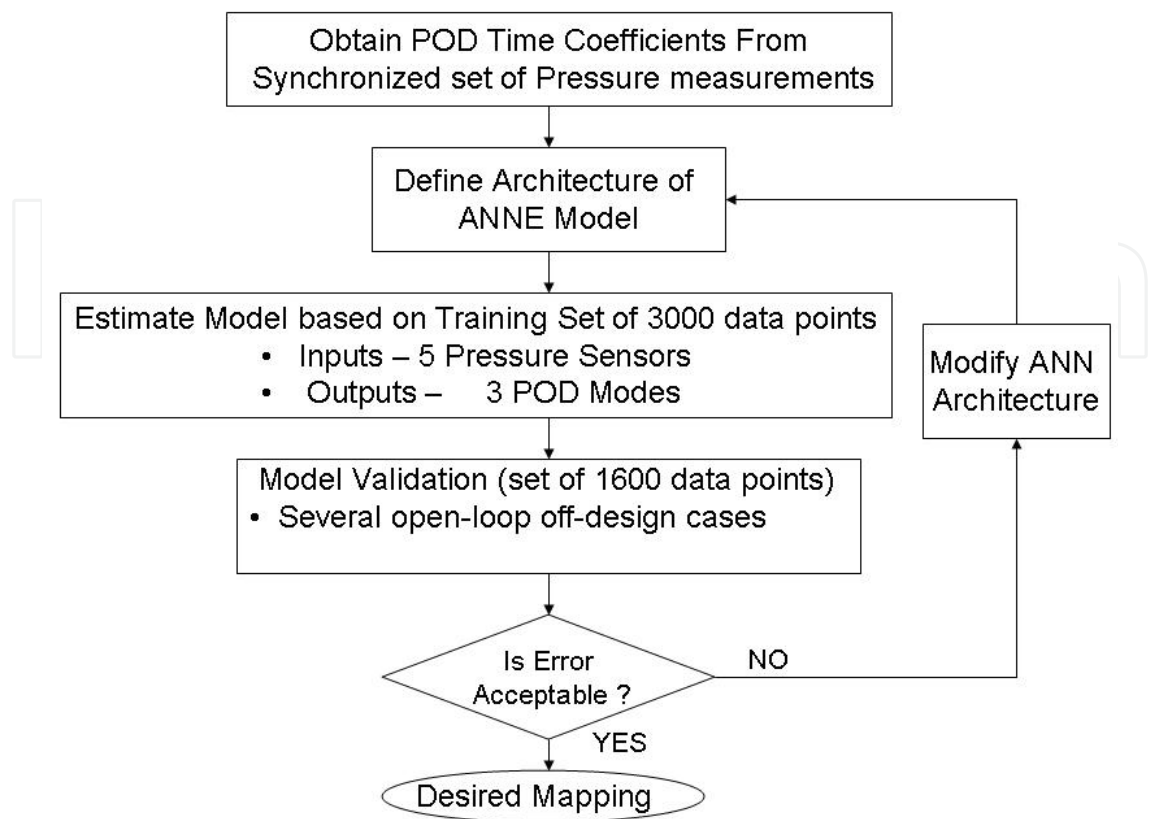 Obtain POD Time Coefficients From
Synchronized set of Pressure measurements
Define Architecture of
ANNE Model
Estimate Model based on Training Set of 3000 data points
• Inputs – 5 Pressure Sensors
• Outputs – 3 POD Modes
Modify ANN
Architecture
Model Validation (set of 1600 data points)
• Several open-loop off-design cases
Is Error
Acceptable ?
NO
YES
Desired Mapping